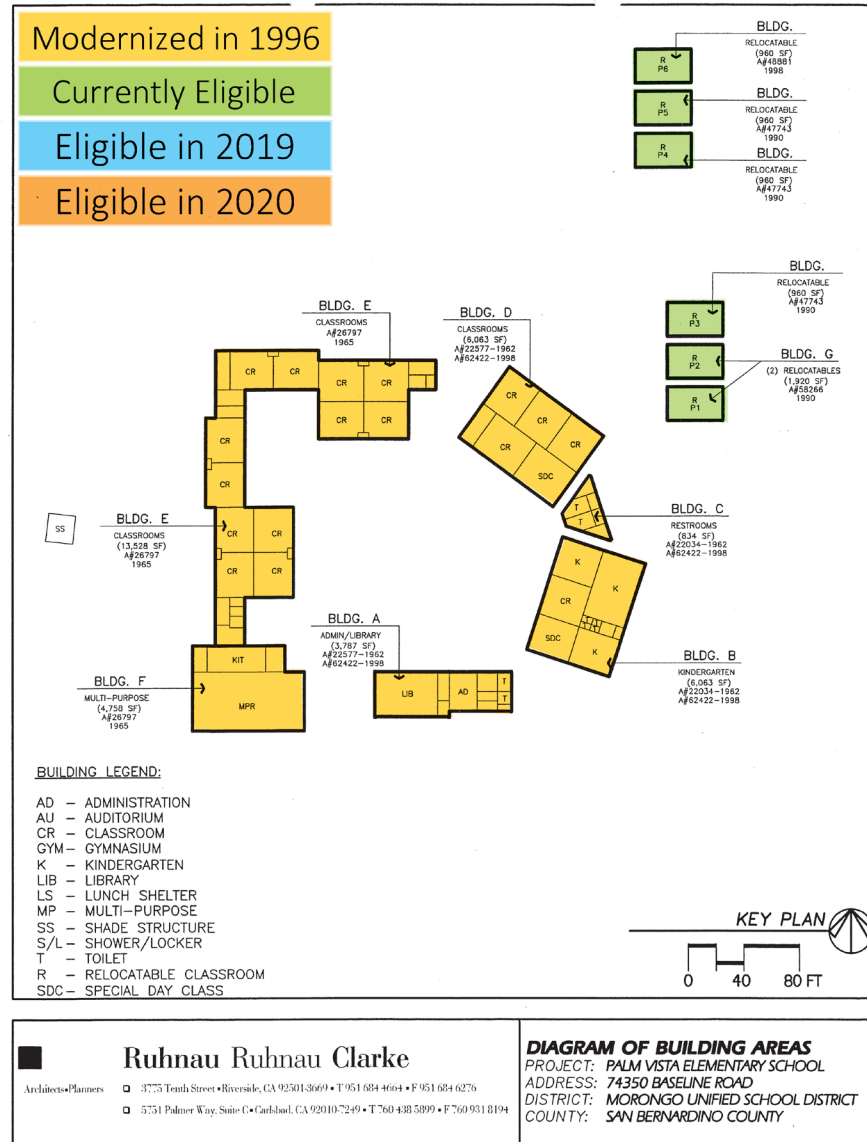 Modernized in 1996
Currently Eligible
Eligible in 2019
Eligible in 2020
BLDG.
RELOCATABLE
(960 SF)
A#48881
1998
R
P6
BLDG.
RELOCATABLE
(960 SF)
A#47743
1990
R
P5
BLDG.
RELOCATABLE
(960 SF)
A#47743
1990
R
P4
BLDG.
RELOCATABLE
(960 SF)
A#47743
1990
R
P3
BLDG. G
(2) RELOCATABLES
(1,920 SF)
A#58266
1990
R
P2
R
P1
BLDG. E
CLASSROOMS
A#26797
1965
CR
CR
CR
CR
CR
CR
CR
CR
BLDG. D
CLASSROOMS
(6,063 SF)
A#22577-1962
A#62422-1998
CR
CR
CR
CR
SDC
SS
BLDG. E
CLASSROOMS
(13,528 SF)
A#26797
1965
CR
CR
CR
CR
BLDG. C
RESTROOMS
(834 SF)
A#22034-1962
A#62422-1998
T
T
K
K
CR
SDC
K
BLDG. B
KINDERGARTEN
(6,063 SF)
A#22034-1962
A#62422-1998
BLDG. A
ADMIN/LIBRARY
(3,787 SF)
A#22577-1962
A#62422-1998
LIB
AD
T
T
BLDG. F
MULTI-PURPOSE
(4,758 SF)
A#26797
1965
KIT
MPR
BUILDING LEGEND:
AD – ADMINISTRATION
AU – AUDITORIUM
CR – CLASSROOM
GYM – GYMNASIUM
K – KINDERGARTEN
LIB – LIBRARY
LS – LUNCH SHELTER
MP – MULTI-PURPOSE
SS – SHADE STRUCTURE
S/L – SHOWER/LOCKER
T – TOILET
R – RELOCATABLE CLASSROOM
SDC – SPECIAL DAY CLASS
KEY PLAN
0 40 80 FT
Ruhnau Ruhnau Clarke
Architects•Planners
3775 Tenth Street • Riverside, CA 92501-3669 • T 951 684 4664 • F 951 684 6276
5751 Palmer Way, Suite C • Carlsbad, CA 92010-7249 • T 760 438 5899 • F 760 931 8194
DIAGRAM OF BUILDING AREAS
PROJECT: PALM VISTA ELEMENTARY SCHOOL
ADDRESS: 74350 BASELINE ROAD
DISTRICT: MORONGO UNIFIED SCHOOL DISTRICT
COUNTY: SAN BERNARDINO COUNTY